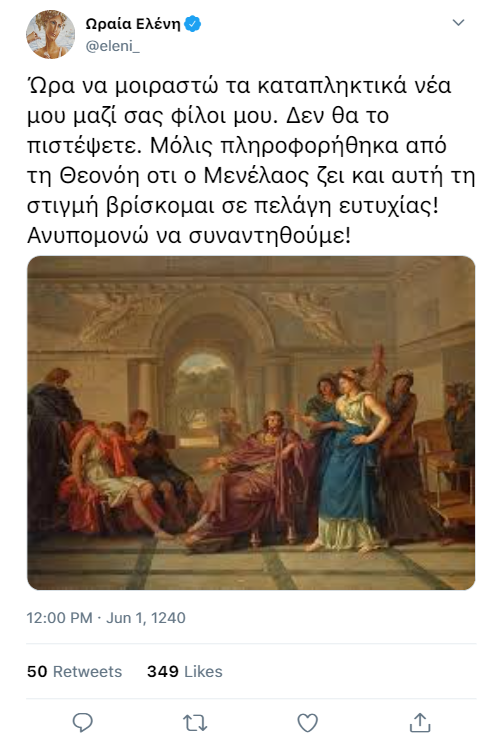 Ωραία Ελένη
@eleni_
Ώρα να μοιραστώ τα καταπληκτικά νέα
μου μαζί σας φίλοι μου. Δεν θα το
πιστέψετε. Μόλις πληροφορήθηκα από
τη Θεονόη οτι ο Μενέλαος ζει και αυτή τη
στιγμή βρίσκομαι σε πελάγη ευτυχίας!
Ανυπομονώ να συναντηθούμε!
12:00 PM · Jun 1, 1240
50 Retweets 349 Likes